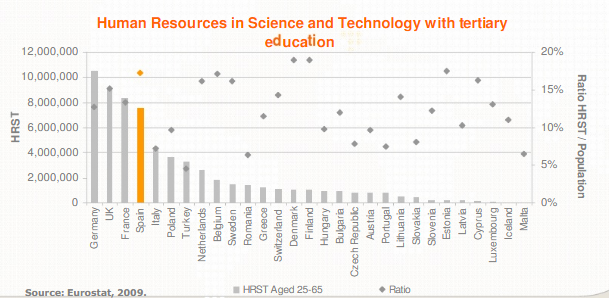 Human Resources in Science and Technology with tertiary
education
12,000,000
10,000,000
8,000,000
6,000,000
4,000,000
2,000,000
0
HRST
20%
15%
10%
5%
0%
Ratio HRST / Population
Germany
UK
France
Spain
Italy
Poland
Turkey
Netherlands
Belgium
Sweden
Romania
Greece
Switzerland
Denmark
Finland
Hungary
Bulgaria
Czech Republic
Austria
Portugal
Lithuania
Slovakia
Slovenia
Estonia
Latvia
Cyprus
Luxembourg
Iceland
Malta
HRST Aged 25-65
Ratio
Source: Eurostat, 2009.